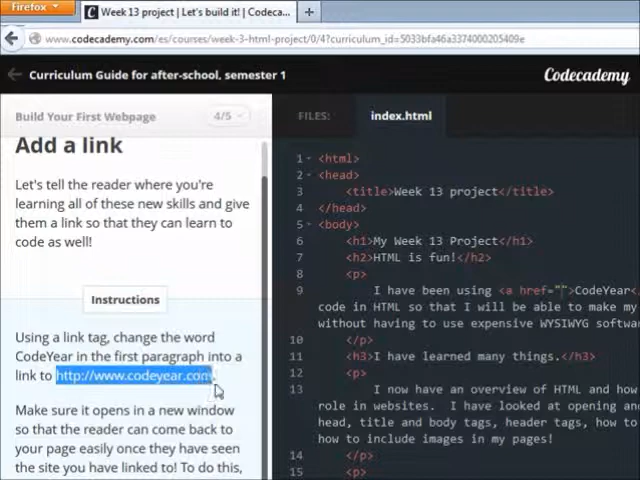 Firefox
Week 13 project | Let's build it! | Codeca...
www.codecademy.com/es/courses/week-3-html-project/0/4?curriculum_id=5033bfa46a3374000205409e
Curriculum Guide for after-school, semester 1
Codecademy
Build Your First Webpage
4/5
FILES:
index.html
Add a link
Let's tell the reader where you're
learning all of these new skills and give
them a link so that they can learn to
code as well!
Instructions
Using a link tag, change the word
CodeYear in the first paragraph into a
link to http://www.codeyear.com.
Make sure it opens in a new window
so that the reader can come back to
your page easily once they have seen
the site you have linked to! To do this,
1 <html>
2 <head>
3 <title>Week 13 project</title>
4 </head>
5 <body>
6 <h1>My Week 13 Project</h1>
7 <h2>HTML is fun!</h2>
8 <p>
9 I have been using <a href="">CodeYear</
code in HTML so that I will be able to make my
without having to use expensive WYSIWYG softwa
10 </p>
11 <h3>I have learned many things.</h3>
12 <p>
13 I now have an overview of HTML and how
role in websites. I have looked at opening an
head, title and body tags, header tags, how to
how to include images in my pages!
14 </p>
15 <p>